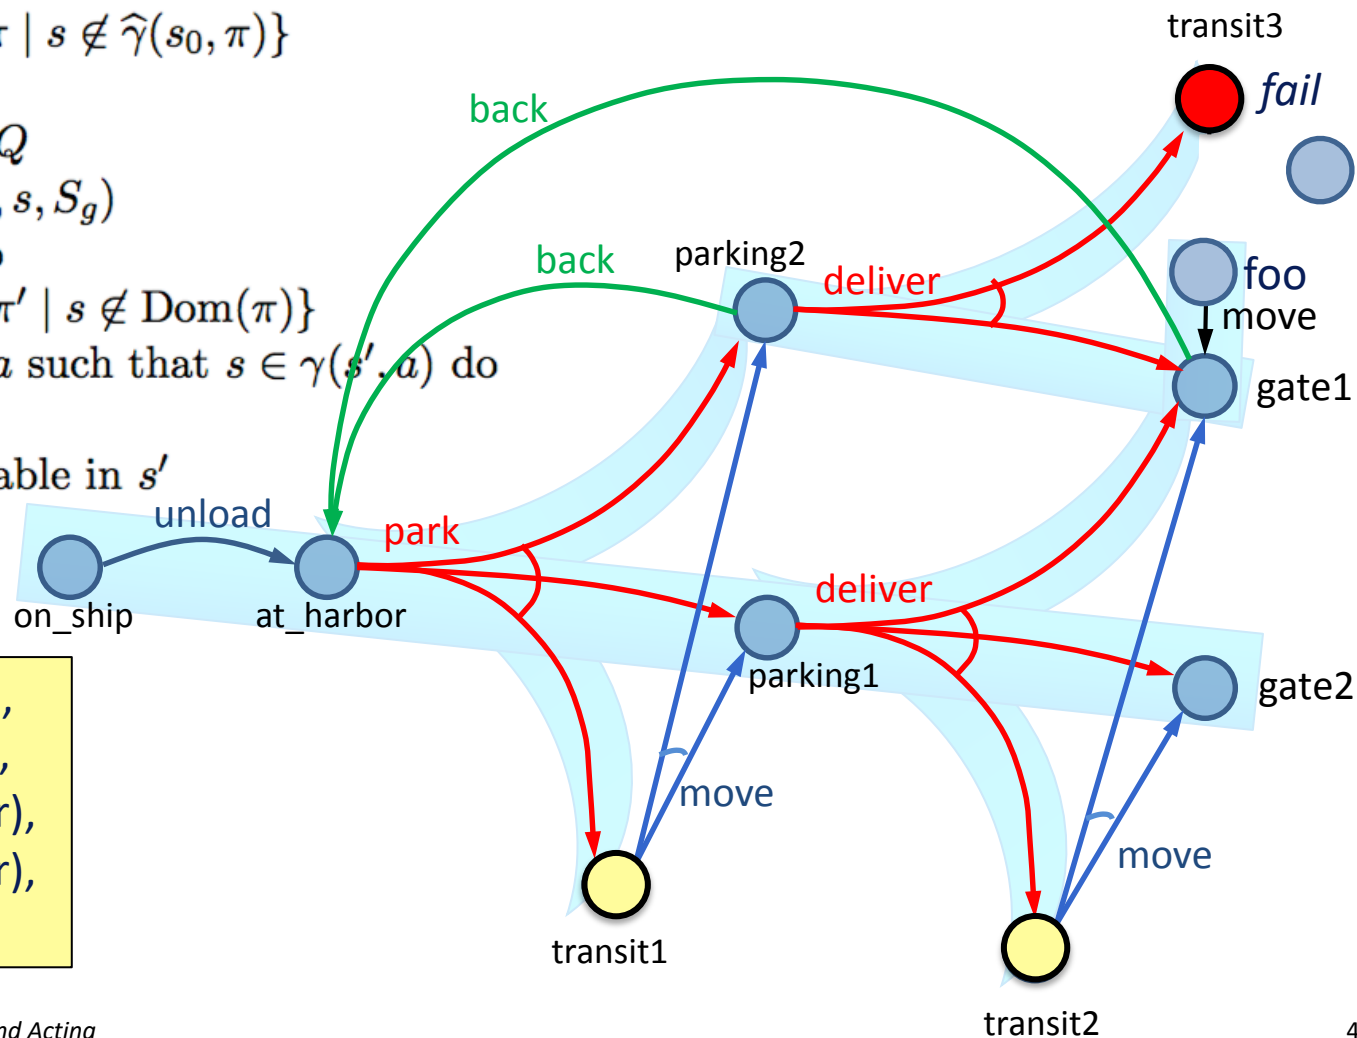 π | s ∉ γ̂(s₀, π)}
Q
, s, S_g)
π′ | s ∉ Dom(π)}
a such that s ∈ γ(s′, a) do
able in s′
transit3
fail
back
back
parking2
deliver
foo
move
gate1
unload
park
on_ship
at_harbor
deliver
parking1
gate2
,
,
r),
r),
move
move
transit1
transit2
nd Acting
4